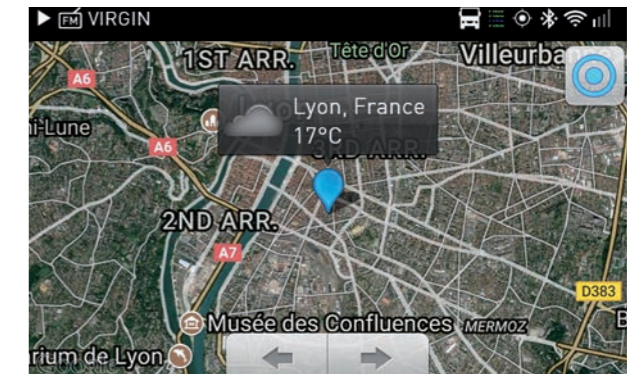 FM VIRGIN
1ST ARR.
Tête d'Or
Villeurba
A6
Lyon, France
17°C
i-Lune
A6
3RD ARR.
2ND ARR.
A7
D383
Musée des Confluences
MERMOZ
B
rium de Lyon